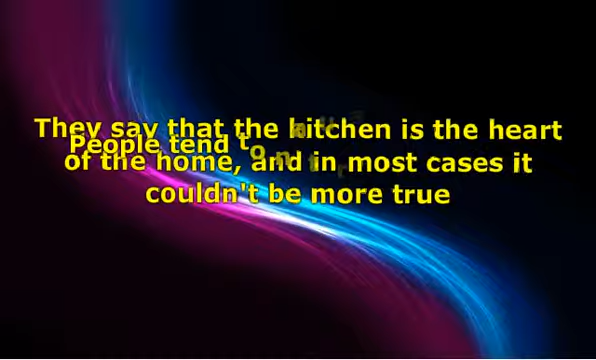 They say that the kitchen is the heart
People tend to
of the home, and in most cases it
couldn't be more true